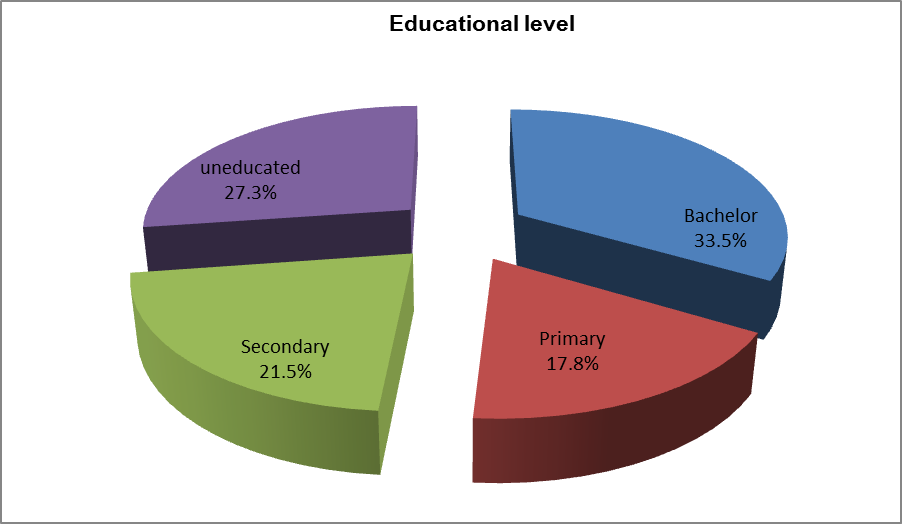 Educational level
uneducated
27.3%
Bachelor
33.5%
Secondary
21.5%
Primary
17.8%